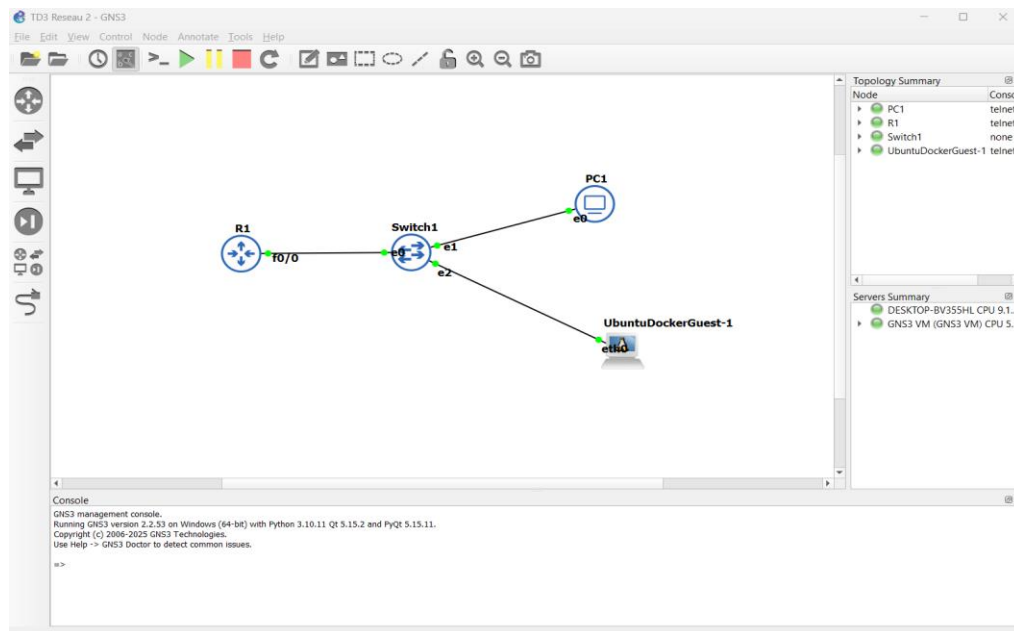 TD3 Reseau 2 - GNS3
File Edit View Control Node Annotate Tools Help
Topology Summary
Node
PC1 telnet
R1 telnet
Switch1 none
UbuntuDockerGuest-1 telnet
PC1
e0
R1
f0/0
Switch1
e0
e1
e2
UbuntuDockerGuest-1
eth0
Servers Summary
DESKTOP-BV355HL CPU 9.1..
GNS3 VM (GNS3 VM) CPU 5.
Console
GNS3 management console.
Running GNS3 version 2.2.53 on Windows (64-bit) with Python 3.10.11 Qt 5.15.2 and PyQt 5.15.11.
Copyright (c) 2006-2025 GNS3 Technologies.
Use Help -> GNS3 Doctor to detect common issues.
=>